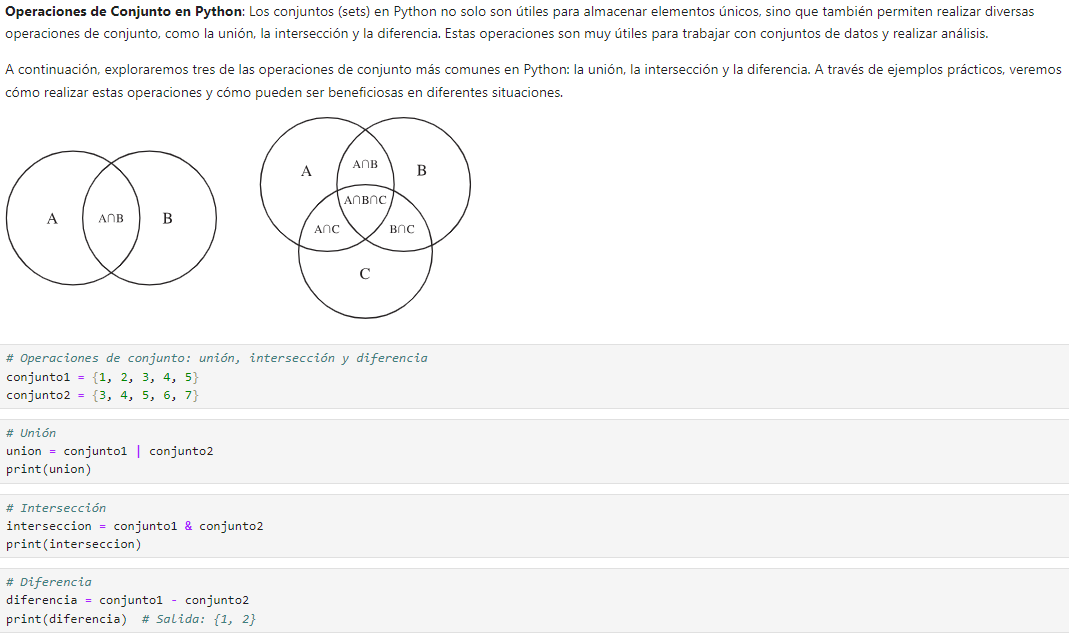 Operaciones de Conjunto en Python: Los conjuntos (sets) en Python no solo son útiles para almacenar elementos únicos, sino que también permiten realizar diversas
operaciones de conjunto, como la unión, la intersección y la diferencia. Estas operaciones son muy útiles para trabajar con conjuntos de datos y realizar análisis.
A continuación, exploraremos tres de las operaciones de conjunto más comunes en Python: la unión, la intersección y la diferencia. A través de ejemplos prácticos, veremos
cómo realizar estas operaciones y cómo pueden ser beneficiosas en diferentes situaciones.
A A∩B B
A A∩B B
A∩B∩C
A∩C B∩C
C
# Operaciones de conjunto: unión, intersección y diferencia
conjunto1 = {1, 2, 3, 4, 5}
conjunto2 = {3, 4, 5, 6, 7}
# Unión
union = conjunto1 | conjunto2
print(union)
# Intersección
interseccion = conjunto1 & conjunto2
print(interseccion)
# Diferencia
diferencia = conjunto1 - conjunto2
print(diferencia)  # Salida: {1, 2}